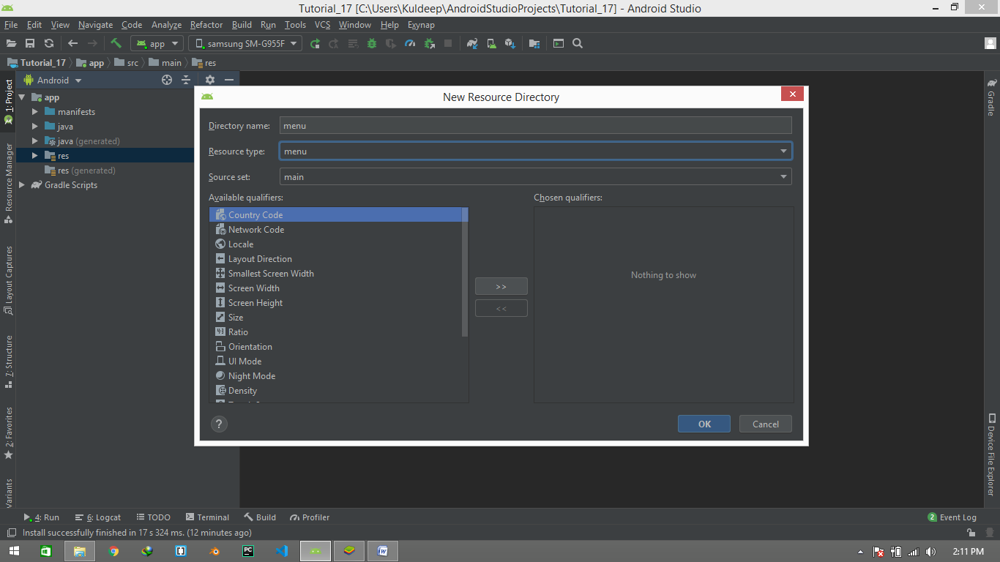 Tutorial_17 [C:\Users\Kuldeep\AndroidStudioProjects\Tutorial_17] - Android Studio
File Edit View Navigate Code Analyze Refactor Build Run Tools VCS Window Help Exynap
app samsung SM-G955F
Tutorial_17 app src main res
Android
1: Project
Resource Manager
Layout Captures
7: Structure
2: Favorites
Variants
app
manifests
java
java (generated)
res
res (generated)
Gradle Scripts
New Resource Directory
Directory name: menu
Resource type: menu
Source set: main
Available qualifiers:
Country Code
Network Code
Locale
Layout Direction
Smallest Screen Width
Screen Width
Screen Height
Size
Ratio
Orientation
UI Mode
Night Mode
Density
>>
<<
Chosen qualifiers:
Nothing to show
?
OK Cancel
Gradle
Device File Explorer
4: Run 6: Logcat TODO Terminal Build Profiler 2 Event Log
Install successfully finished in 17 s 324 ms. (12 minutes ago)
2:11 PM